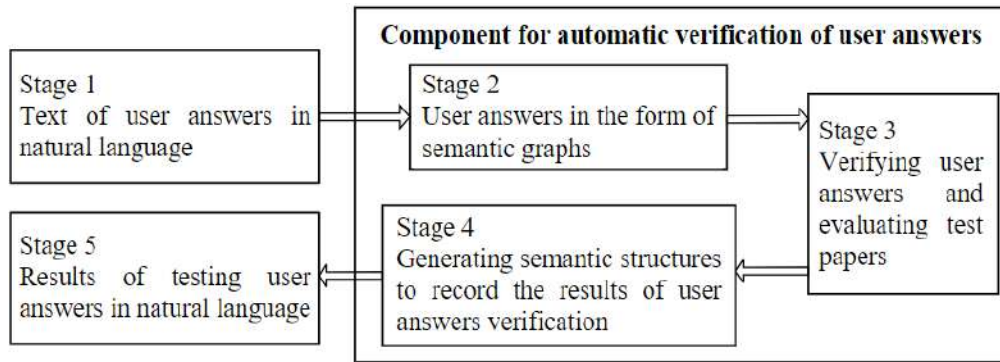 Component for automatic verification of user answers
Stage 1
Text of user answers in
natural language
Stage 2
User answers in the form of
semantic graphs
Stage 3
Verifying user
answers and
evaluating test
papers
Stage 4
Generating semantic structures
to record the results of user
answers verification
Stage 5
Results of testing user
answers in natural language